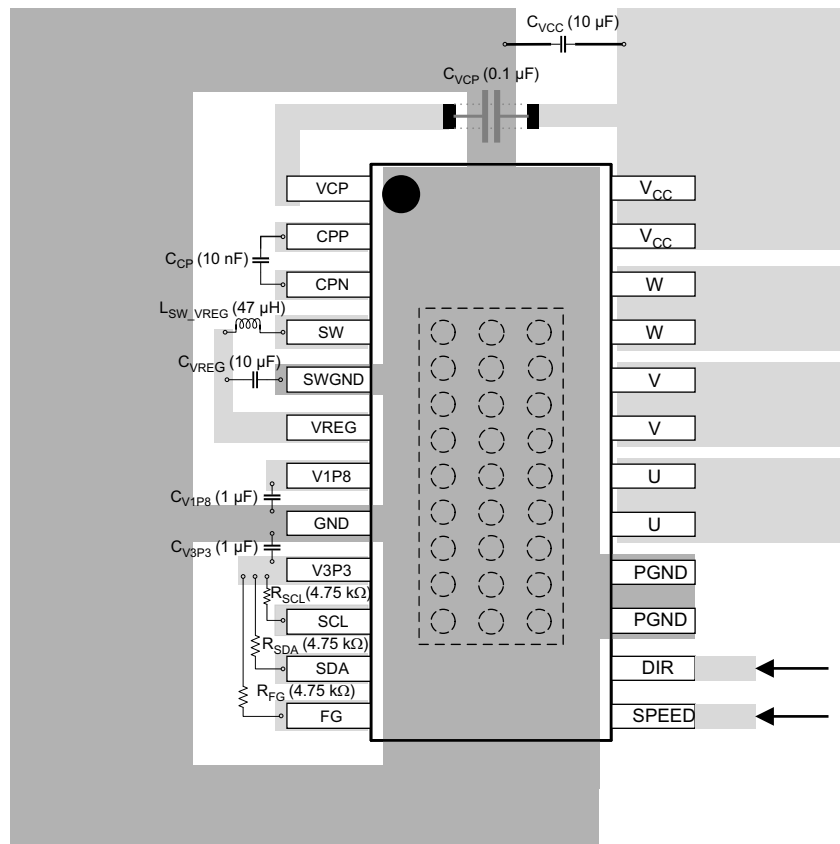 C_VCC (10 µF)
C_VCP (0.1 µF)
VCP
V_CC
CPP
V_CC
C_CP (10 nF)
CPN
W
L_SW_VREG (47 µH)
SW
W
C_VREG (10 µF)
SWGND
V
VREG
V
V1P8
U
C_V1P8 (1 µF)
GND
U
C_V3P3 (1 µF)
V3P3
PGND
R_SCL (4.75 kΩ)
SCL
PGND
R_SDA (4.75 kΩ)
SDA
DIR
R_FG (4.75 kΩ)
FG
SPEED